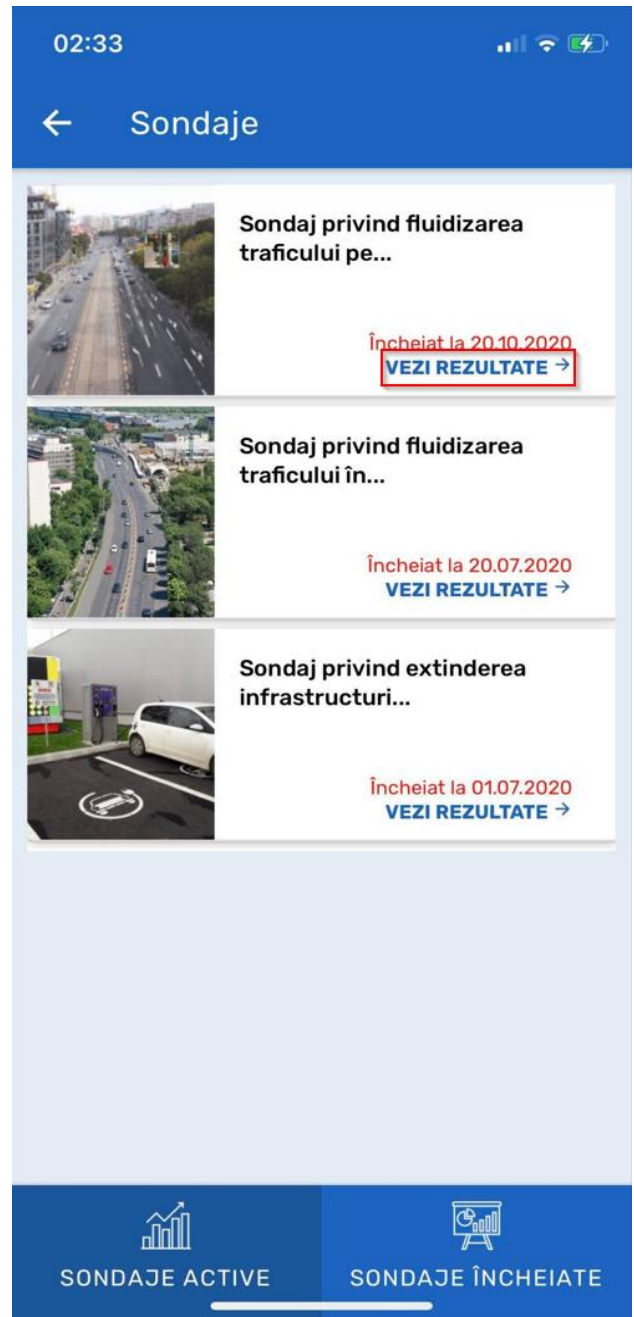 02:33
Sondaje
Sondaj privind fluidizarea
traficului pe...
Încheiat la 20.10.2020
VEZI REZULTATE →
Sondaj privind fluidizarea
traficului în...
Încheiat la 20.07.2020
VEZI REZULTATE →
Sondaj privind extinderea
infrastructuri...
Încheiat la 01.07.2020
VEZI REZULTATE →
SONDAJE ACTIVE
SONDAJE ÎNCHEIATE